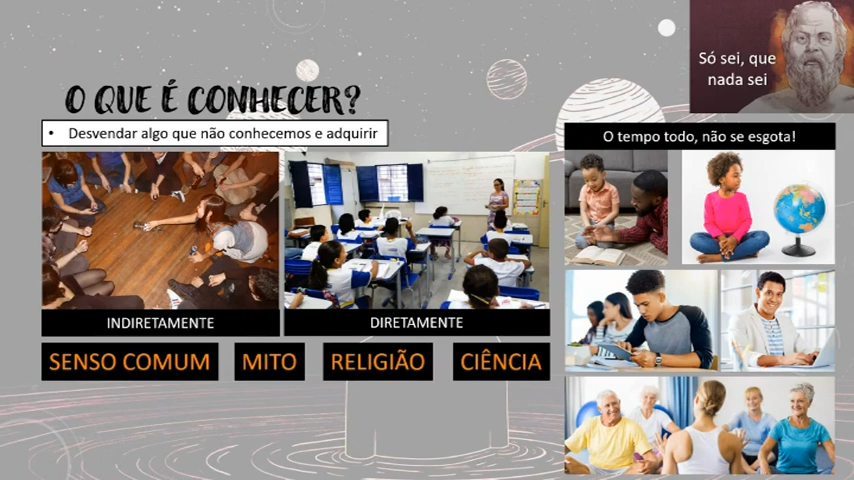 Só sei, que
nada sei
O QUE É CONHECER?
• Desvendar algo que não conhecemos e adquirir
O tempo todo, não se esgota!
INDIRETAMENTE
DIRETAMENTE
SENSO COMUM
MITO
RELIGIÃO
CIÊNCIA